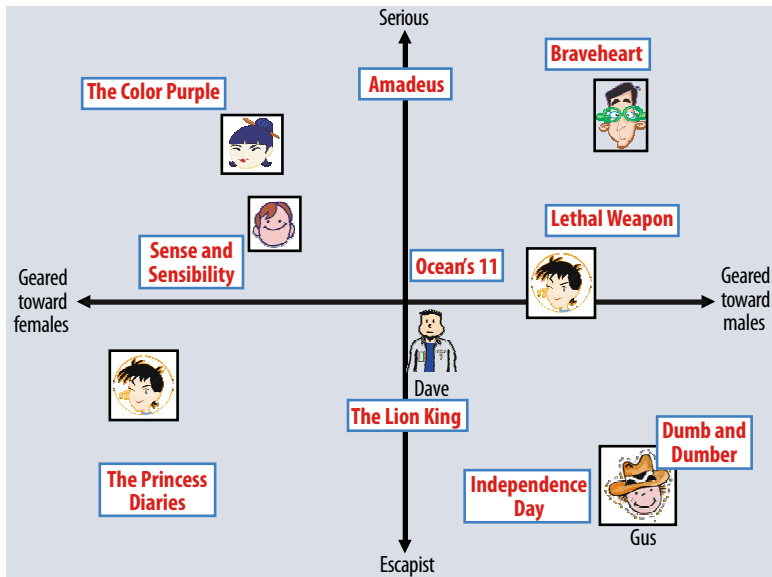 Serious
Braveheart
The Color Purple
Amadeus
Lethal Weapon
Sense and
Sensibility
Ocean's 11
Geared
toward
females
Geared
toward
males
Dave
The Lion King
Dumb and
Dumber
The Princess
Diaries
Independence
Day
Gus
Escapist